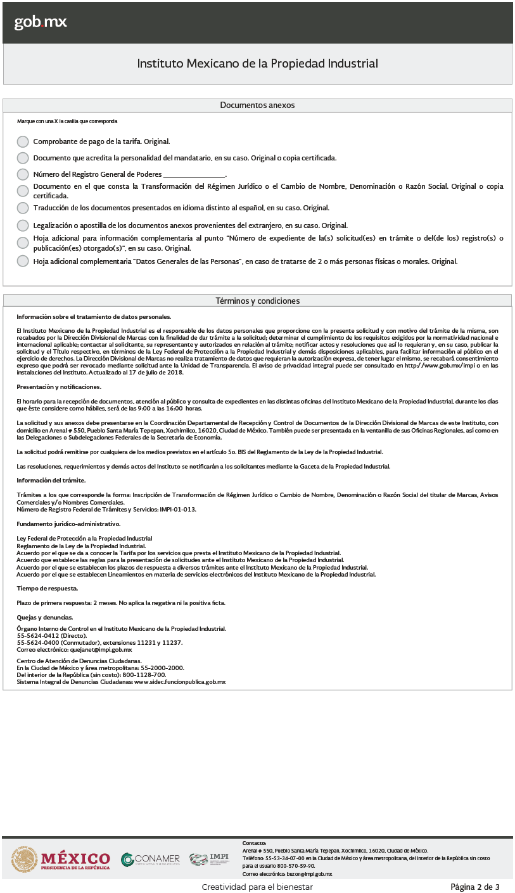 gob.mx
Instituto Mexicano de la Propiedad Industrial
Documentos anexos
Marque con una X la casilla que corresponda
Comprobante de pago de la tarifa. Original.
Documento que acredita la personalidad del mandatario, en su caso. Original o copia certificada.
Número del Registro General de Poderes ____________________.
Documento en el que consta la Transformación del Régimen Jurídico o el Cambio de Nombre, Denominación o Razón Social. Original o copia
certificada.
Traducción de los documentos presentados en idioma distinto al español, en su caso. Original.
Legalización o apostilla de los documentos anexos provenientes del extranjero, en su caso. Original.
Hoja adicional para información complementaria al punto "Número de expediente de la(s) solicitud(es) en trámite o del(de los) registro(s) o
publicación(es) otorgado(s)", en su caso. Original.
Hoja adicional complementaria "Datos Generales de las Personas", en caso de tratarse de 2 o más personas físicas o morales. Original.
Términos y condiciones
Información sobre el tratamiento de datos personales.
El Instituto Mexicano de la Propiedad Industrial es el responsable de los datos personales que proporcione con la presente solicitud y con motivo del trámite de la misma, son
recabados por la Dirección Divisional de Marcas con la finalidad de dar trámite a la solicitud; determinar el cumplimiento de los requisitos exigidos por la normatividad nacional e
internacional aplicable; contactar al solicitante, su representante y autorizados en relación al trámite; notificar actos y resoluciones que así lo requieran y, en su caso, publicar la
solicitud y el Título respectivo, en términos de la Ley Federal de Protección a la Propiedad Industrial y demás disposiciones aplicables, para facilitar información al público en el
ejercicio de derechos. La Dirección Divisional de Marcas no realiza tratamiento de datos que requieran la autorización expresa, de tener lugar el mismo, se recabará consentimiento
expreso que podrá ser revocado mediante solicitud ante la Unidad de Transparencia. El aviso de privacidad integral puede ser consultado en http://www.gob.mx/impi o en las
instalaciones del Instituto. Actualizado al 17 de julio de 2018.
Presentación y notificaciones.
El horario para la recepción de documentos, atención al público y consulta de expedientes en las distintas oficinas del Instituto Mexicano de la Propiedad Industrial, durante los días
que éste considere como hábiles, será de las 9:00 a las 16:00 horas.
La solicitud y sus anexos debe presentarse en la Coordinación Departamental de Recepción y Control de Documentos de la Dirección Divisional de Marcas de este Instituto, con
domicilio en Arenal # 550, Pueblo Santa María Tepepan, Xochimilco, 16020, Ciudad de México. También puede ser presentada en la ventanilla de sus Oficinas Regionales, así como en
las Delegaciones o Subdelegaciones Federales de la Secretaría de Economía.
La solicitud podrá remitirse por cualquiera de los medios previstos en el artículo 5o. BIS del Reglamento de la Ley de la Propiedad Industrial.
Las resoluciones, requerimientos y demás actos del Instituto se notificarán a los solicitantes mediante la Gaceta de la Propiedad Industrial.
Información del trámite.
Trámites a los que corresponde la forma: Inscripción de Transformación de Régimen Jurídico o Cambio de Nombre, Denominación o Razón Social del titular de Marcas, Avisos
Comerciales y/o Nombres Comerciales.
Número de Registro Federal de Trámites y Servicios: IMPI-01-013.
Fundamento jurídico-administrativo.
Ley Federal de Protección a la Propiedad Industrial
Reglamento de la Ley de la Propiedad Industrial.
Acuerdo por el que se da a conocer la Tarifa por los servicios que presta el Instituto Mexicano de la Propiedad Industrial.
Acuerdo que establece las reglas para la presentación de solicitudes ante el Instituto Mexicano de la Propiedad Industrial.
Acuerdo por el que se establecen los plazos de respuesta a diversos trámites ante el Instituto Mexicano de la Propiedad Industrial.
Acuerdo por el que se establecen Lineamientos en materia de servicios electrónicos del Instituto Mexicano de la Propiedad Industrial.
Tiempo de respuesta.
Plazo de primera respuesta: 2 meses. No aplica la negativa ni la positiva ficta.
Quejas y denuncias.
Órgano Interno de Control en el Instituto Mexicano de la Propiedad Industrial.
55-5624-0412 (Directo).
55-5624-0400 (Conmutador), extensiones 11231 y 11237.
Correo electrónico: quejanet@impi.gob.mx
Centro de Atención de Denuncias Ciudadanas.
En la Ciudad de México y área metropolitana: 55-2000-2000.
Del interior de la República (sin costo): 800-1128-700.
Sistema Integral de Denuncias Ciudadanas www.sidec.funcionpublica.gob.mx
MÉXICO
PRESIDENCIA DE LA REPÚBLICA
CONAMER
IMPI
Contacto:
Arenal # 550, Pueblo Santa María Tepepan, Xochimilco, 16020, Ciudad de México.
Teléfono: 55-53-34-07-00 en la Ciudad de México y área metropolitana, del interior de la República sin costo
para el usuario 800-570-59-90.
Correo electrónico: buzon@impi.gob.mx
Creatividad para el bienestar
Página 2 de 3